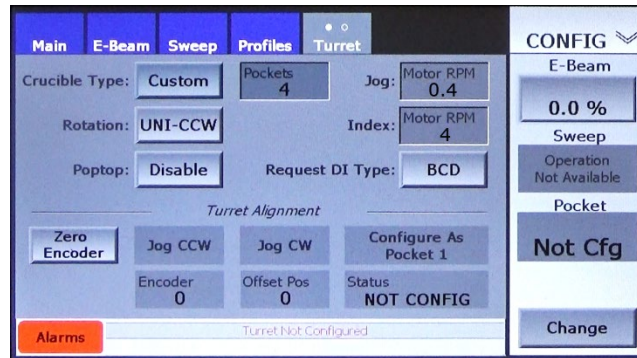 Main E-Beam Sweep Profiles Turret
CONFIG
Crucible Type: Custom Pockets 4 Jog: Motor RPM 0.4
Rotation: UNI-CCW Index: Motor RPM 4
Poptop: Disable Request DI Type: BCD
Turret Alignment
Zero Encoder Jog CCW Jog CW Configure As Pocket 1
Encoder 0 Offset Pos 0 Status NOT CONFIG
Alarms Turret Not Configured
E-Beam
0.0 %
Sweep
Operation
Not Available
Pocket
Not Cfg
Change